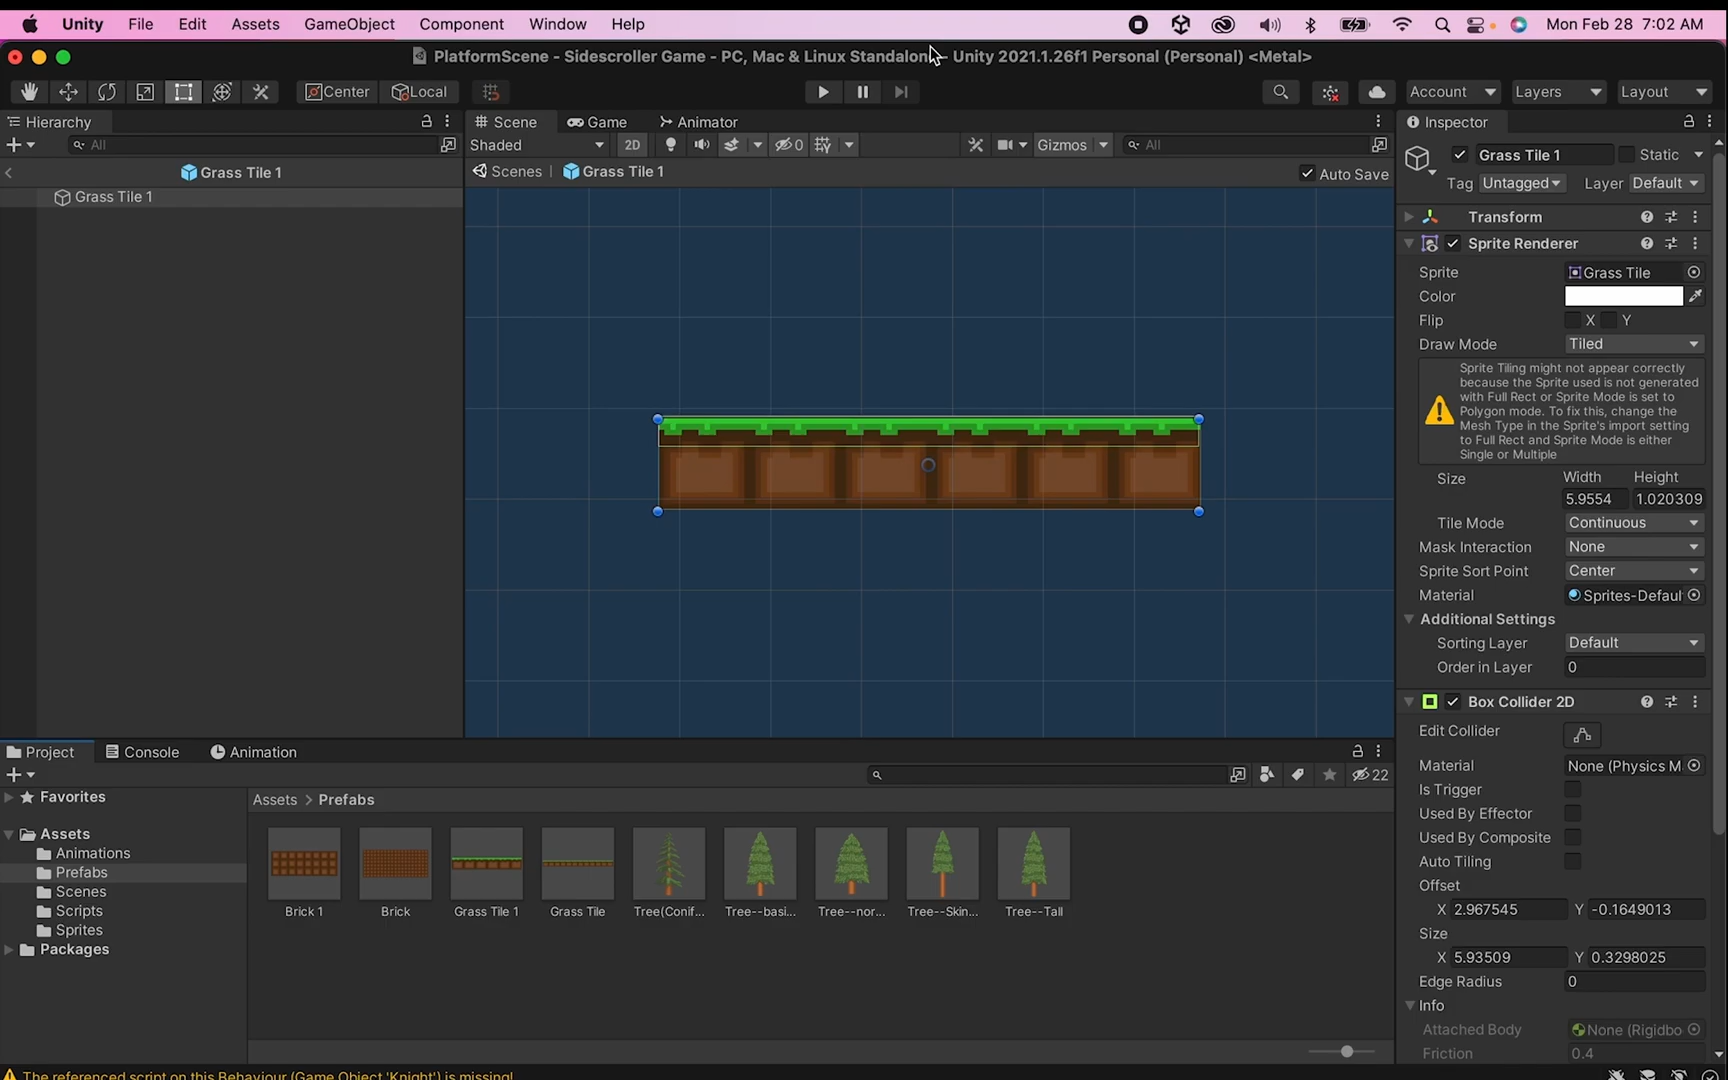 Unity File Edit Assets GameObject Component Window Help Mon Feb 28 7:02 AM
PlatformScene - Sidescroller Game - PC, Mac & Linux Standalone - Unity 2021.1.26f1 Personal (Personal) <Metal>
Center Local Account Layers Layout
Hierarchy
All
Grass Tile 1
Grass Tile 1
Scene Game Animator
Shaded 2D 0 Gizmos All
Scenes Grass Tile 1 Auto Save
Inspector
Grass Tile 1 Static
Tag Untagged Layer Default
Transform
Sprite Renderer
Sprite Grass Tile
Color
Flip X Y
Draw Mode Tiled
Sprite Tiling might not appear correctly
because the Sprite used is not generated
with Full Rect or Sprite Mode is set to
Polygon mode. To fix this, change the
Mesh Type in the Sprite's import setting
to Full Rect and Sprite Mode is either
Single or Multiple
Size Width Height
5.9554 1.020309
Tile Mode Continuous
Mask Interaction None
Sprite Sort Point Center
Material Sprites-Defaul
Additional Settings
Sorting Layer Default
Order in Layer 0
Box Collider 2D
Edit Collider
Material None (Physics M
Is Trigger
Used By Effector
Used By Composite
Auto Tiling
Offset
X 2.967545 Y -0.1649013
Size
X 5.93509 Y 0.3298025
Edge Radius 0
Info
Attached Body None (Rigidbo
Friction 0.4
Project Console Animation
22
Favorites
Assets
Animations
Prefabs
Scenes
Scripts
Sprites
Packages
Assets > Prefabs
Brick 1 Brick Grass Tile 1 Grass Tile Tree(Conif... Tree--basi... Tree--nor... Tree--Skin... Tree--Tall
The referenced script on this Behaviour (Game Object 'Knight') is missing!